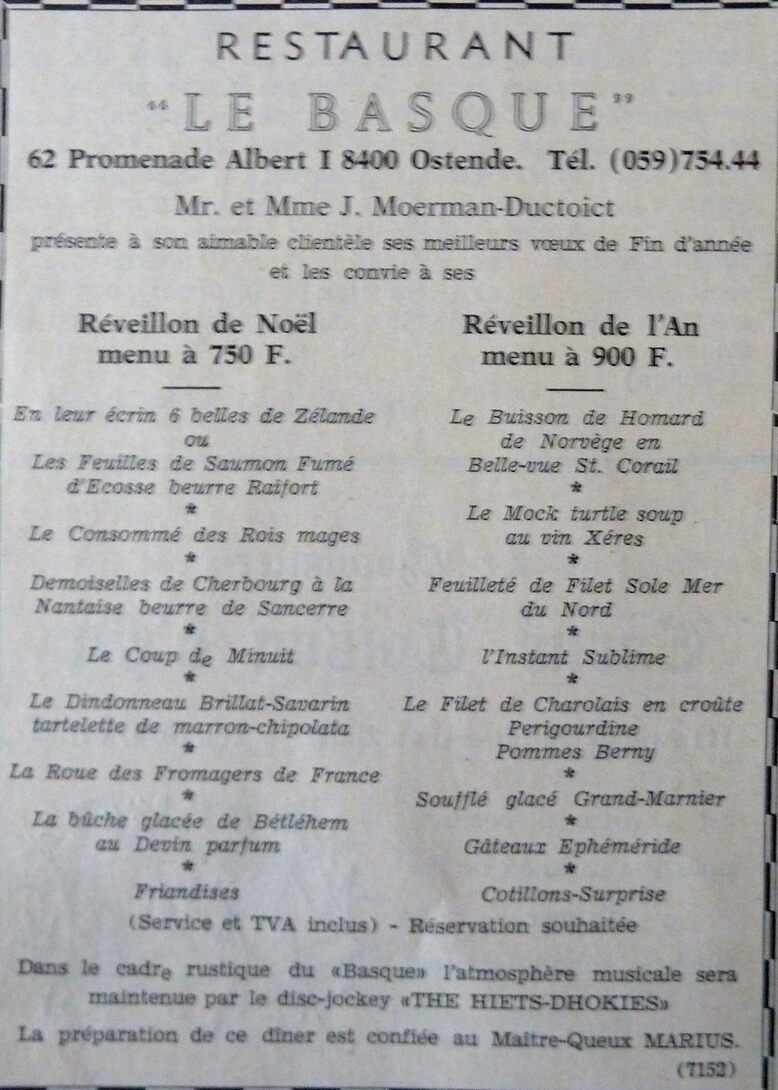 RESTAURANT
"LE BASQUE"
62 Promenade Albert I 8400 Ostende. Tél. (059)754.44
Mr. et Mme J. Moerman-Ductoict
présente à son aimable clientèle ses meilleurs vœux de Fin d'année
et les convie à ses
Réveillon de Noël
menu à 750 F.
En leur écrin 6 belles de Zélande
ou
Les Feuilles de Saumon Fumé
d'Ecosse beurre Raifort
*
Le Consommé des Rois mages
*
Demoiselles de Cherbourg à la
Nantaise beurre de Sancerre
*
Le Coup de Minuit
*
Le Dindonneau Brillat-Savarin
tartelette de marron-chipolata
*
La Roue des Fromagers de France
*
La bûche glacée de Bétléhem
au Devin parfum
*
Friandises
Réveillon de l'An
menu à 900 F.
Le Buisson de Homard
de Norvège en
Belle-vue St. Corail
*
Le Mock turtle soup
au vin Xéres
*
Feuilleté de Filet Sole Mer
du Nord
*
l'Instant Sublime
*
Le Filet de Charolais en croûte
Perigourdine
Pommes Berny
*
Soufflé glacé Grand-Marnier
*
Gâteaux Ephéméride
*
Cotillons-Surprise
(Service et TVA inclus) - Réservation souhaitée
Dans le cadre rustique du «Basque» l'atmosphère musicale sera
maintenue par le disc-jockey «THE HIETS-DHOKIES»
La préparation de ce dîner est confiée au Maître-Queux MARIUS.
(7152)